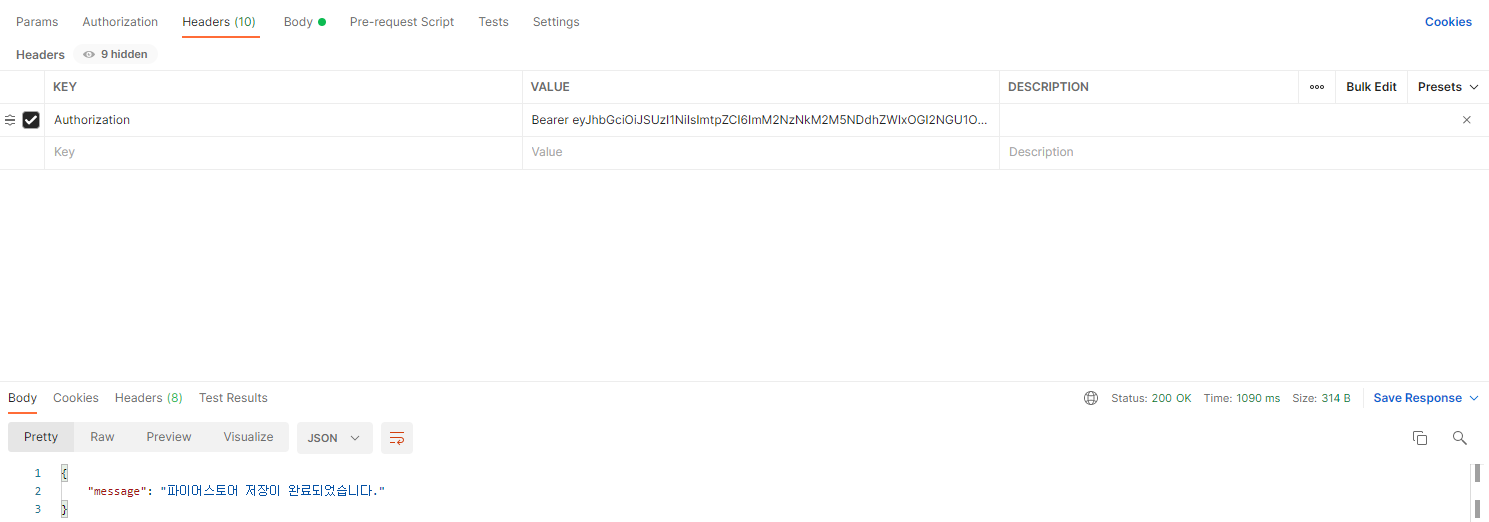 Params Authorization Headers (10) Body Pre-request Script Tests Settings Cookies
Headers 9 hidden
KEY VALUE DESCRIPTION Bulk Edit Presets
Authorization Bearer eyJhbGciOiJSUzI1NiIsImtpZCI6ImM2NzNkM2M5NDdhZWIxOGI2NGU1O...
Key Value Description
Body Cookies Headers (8) Test Results Status: 200 OK Time: 1090 ms Size: 314 B Save Response
Pretty Raw Preview Visualize JSON
1 {
2 "message": "파이어스토어 저장이 완료되었습니다."
3 }